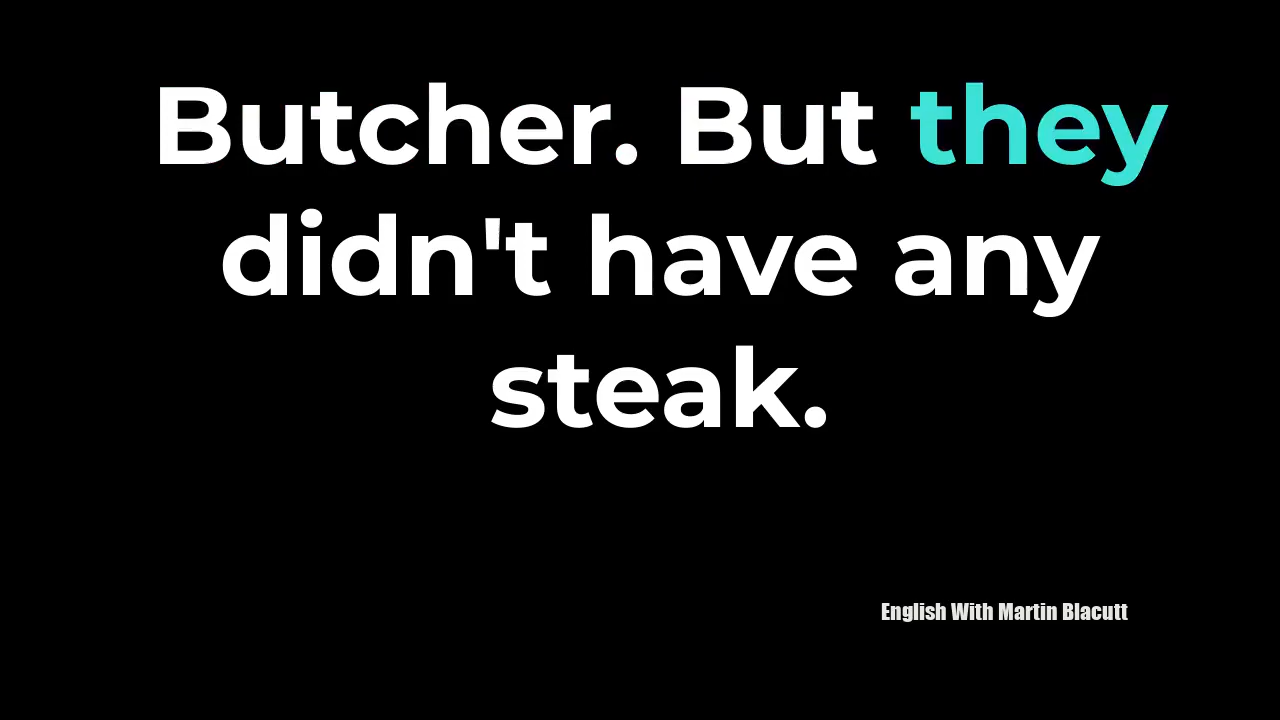 Butcher. But they
didn't have any
steak.
English With Martin Blacutt